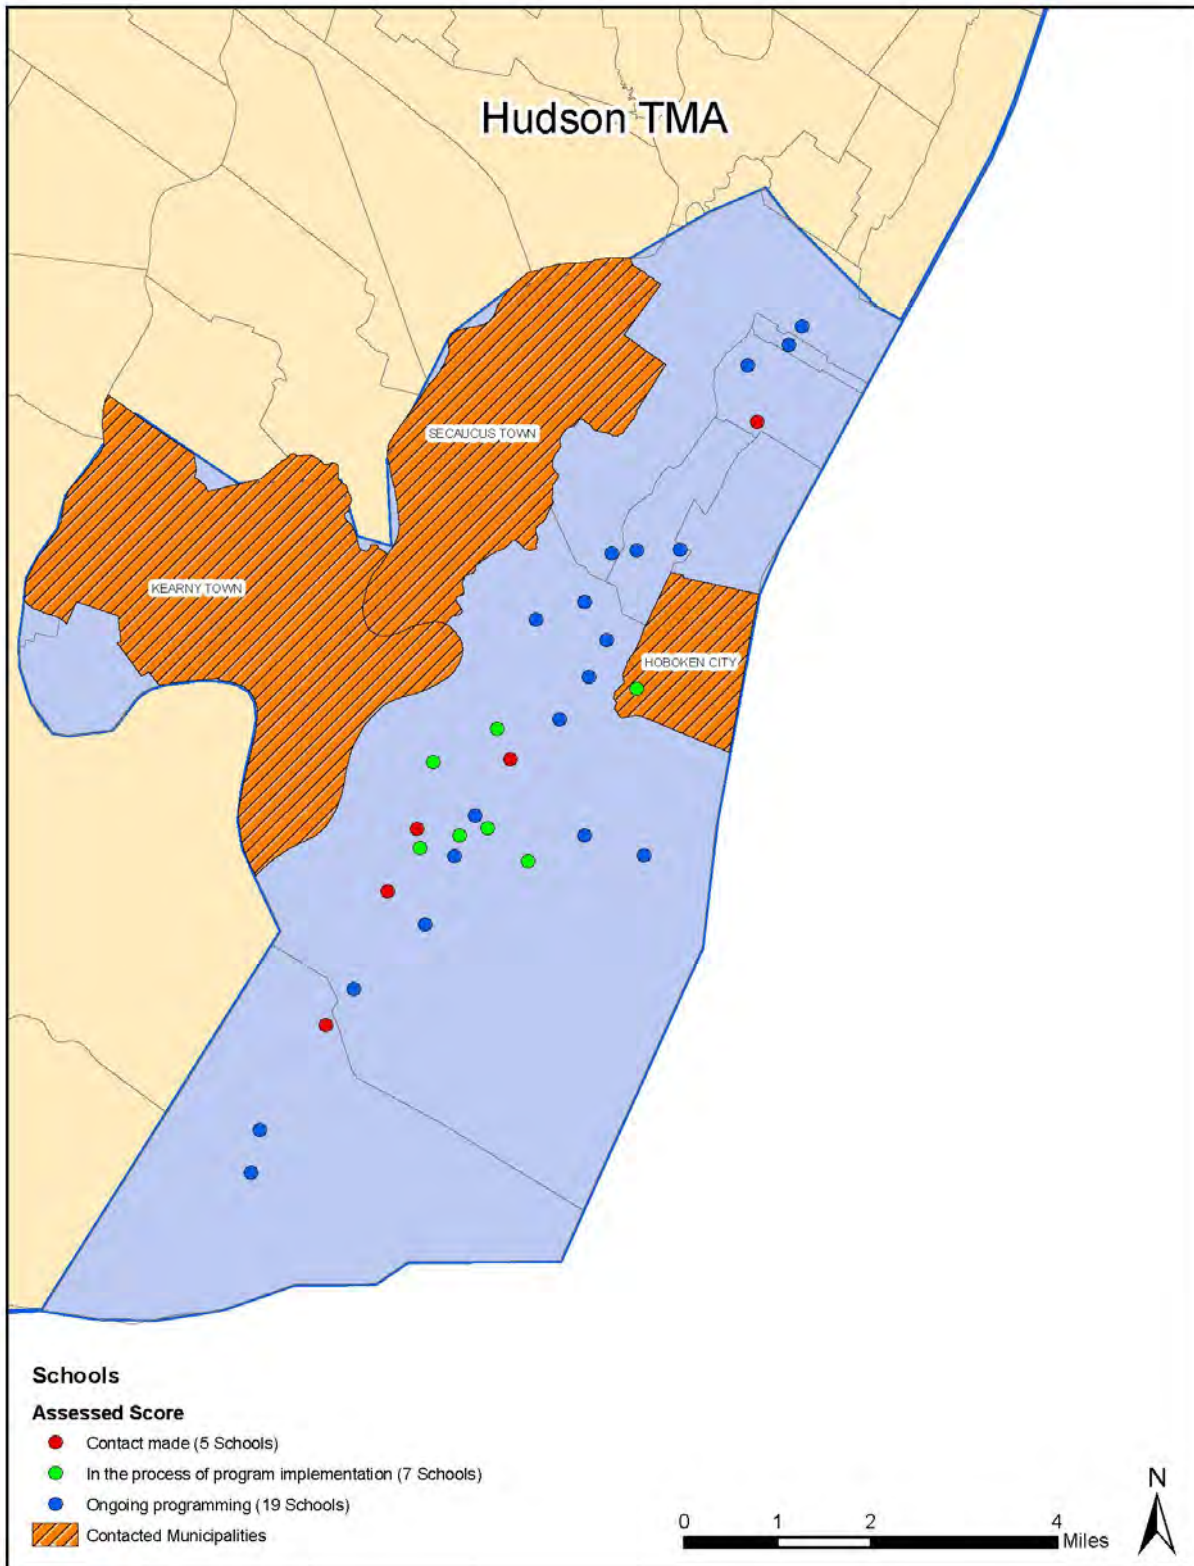 Hudson TMA
SECAUCUS TOWN
KEARNY TOWN
HOBOKEN CITY
Schools
Assessed Score
Contact made (5 Schools)
In the process of program implementation (7 Schools)
Ongoing programming (19 Schools)
Contacted Municipalities
0 1 2 4
Miles
N